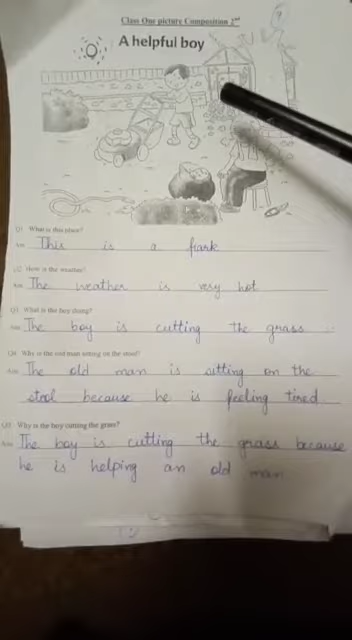 Class One picture Composition 2nd
A helpful boy
Q1 What is this place?
Ans This is a park
Q2 How is the weather?
Ans The weather is very hot
Q3 What is the boy doing?
Ans The boy is cutting the grass
Q4 Why is the old man sitting on the stool?
Ans The old man is sitting on the
stool because he is feeling tired
Q5 Why is the boy cutting the grass?
Ans The boy is cutting the grass because
he is helping an old man